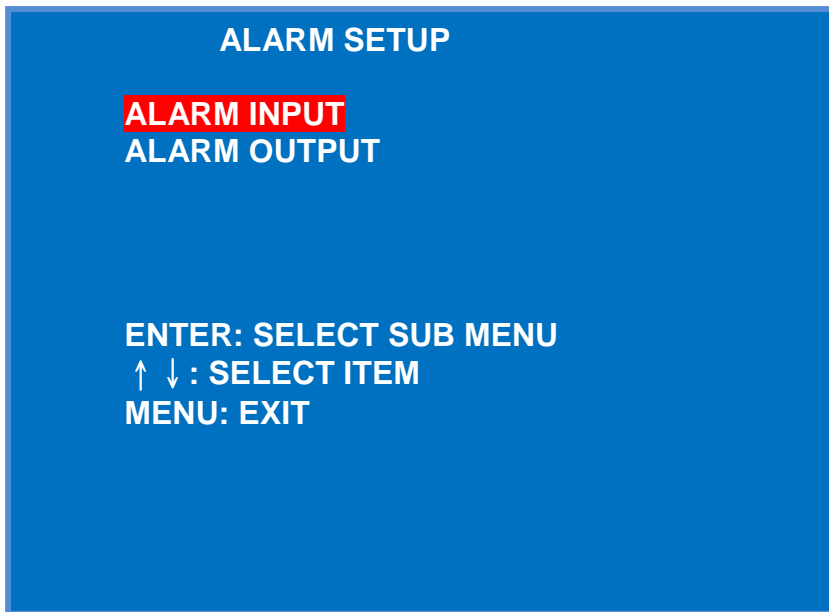 ALARM SETUP
ALARM INPUT
ALARM OUTPUT
ENTER: SELECT SUB MENU
↑ ↓ : SELECT ITEM
MENU: EXIT